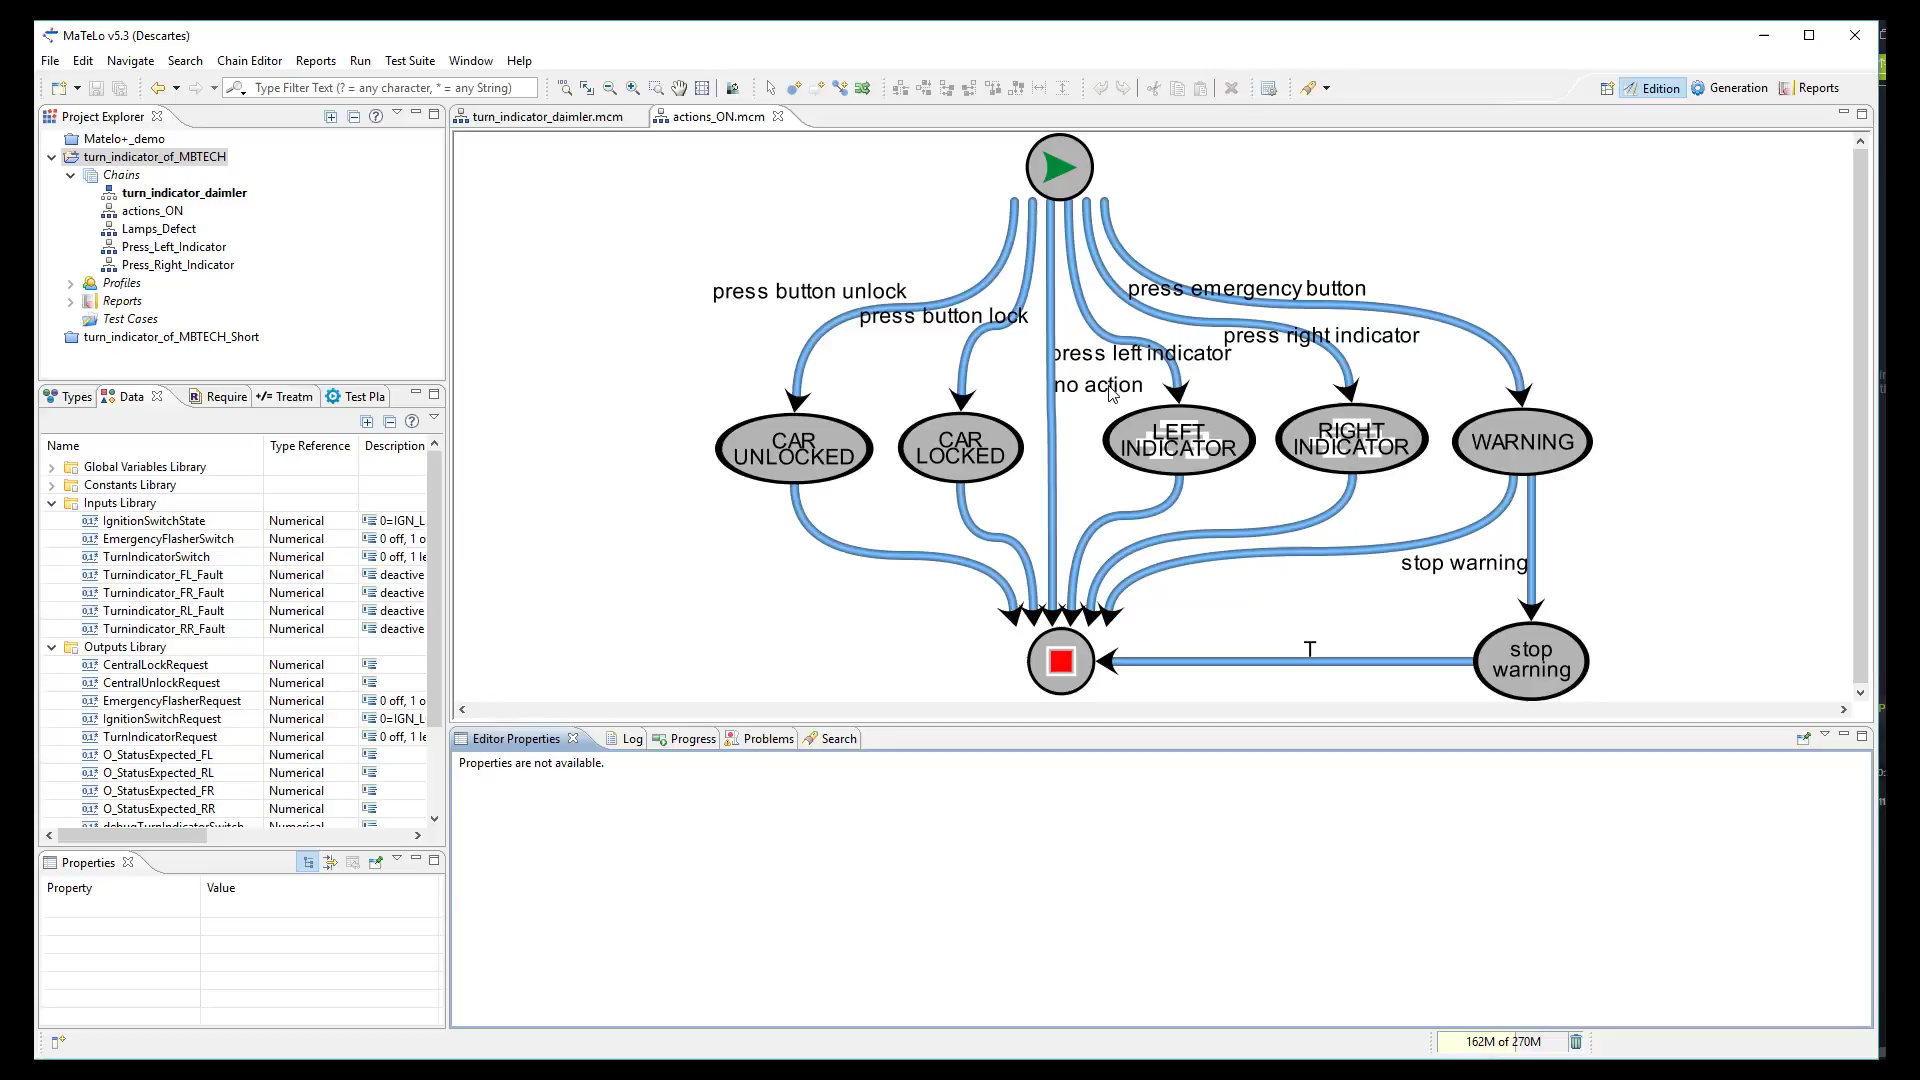 MaTeLo v5.3 (Descartes)
File Edit Navigate Search Chain Editor Reports Run Test Suite Window Help
Type Filter Text (? = any character, * = any String)
Edition Generation Reports
Project Explorer
Matelo+_demo
turn_indicator_of_MBTECH
Chains
turn_indicator_daimler
actions_ON
Lamps_Defect
Press_Left_Indicator
Press_Right_Indicator
Profiles
Reports
Test Cases
turn_indicator_of_MBTECH_Short
turn_indicator_daimler.mcm actions_ON.mcm
press button unlock
press button lock
press emergency button
press right indicator
press left indicator
no action
CAR
UNLOCKED
CAR
LOCKED
LEFT
INDICATOR
RIGHT
INDICATOR
WARNING
stop warning
T
stop
warning
Types Data Require Treatm Test Pla
Name Type Reference Description
Global Variables Library
Constants Library
Inputs Library
IgnitionSwitchState Numerical 0=IGN_L
EmergencyFlasherSwitch Numerical 0 off, 1 o
TurnIndicatorSwitch Numerical 0 off, 1 le
Turnindicator_FL_Fault Numerical deactive
Turnindicator_FR_Fault Numerical deactive
Turnindicator_RL_Fault Numerical deactive
Turnindicator_RR_Fault Numerical deactive
Outputs Library
CentralLockRequest Numerical
CentralUnlockRequest Numerical
EmergencyFlasherRequest Numerical 0 off, 1 o
IgnitionSwitchRequest Numerical 0=IGN_L
TurnIndicatorRequest Numerical 0 off, 1 le
O_StatusExpected_FL Numerical
O_StatusExpected_RL Numerical
O_StatusExpected_FR Numerical
O_StatusExpected_RR Numerical
debugTurnIndicatorSwitch Numerical
Editor Properties Log Progress Problems Search
Properties are not available.
Properties
Property Value
162M of 270M